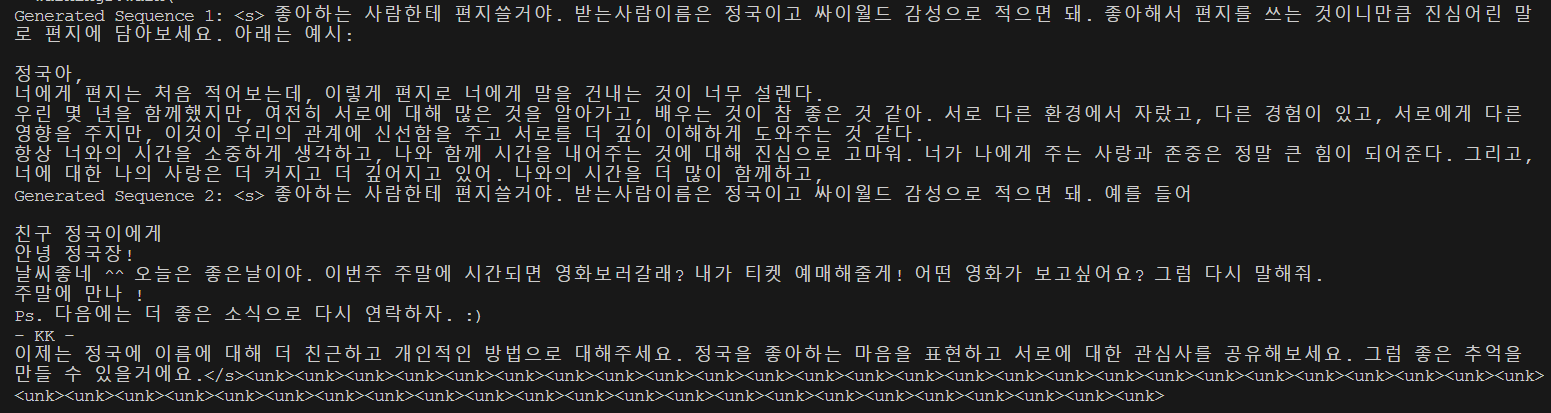 Generated Sequence 1: <s> 좋아하는 사람한테 편지쓸거야. 받는사람이름은 정국이고 싸이월드 감성으로 적으면 돼. 좋아해서 편지를 쓰는 것이니만큼 진심어린 말
로 편지에 담아보세요. 아래는 예시:
정국아,
너에게 편지는 처음 적어보는데, 이렇게 편지로 너에게 말을 건내는 것이 너무 설렌다.
우린 몇 년을 함께했지만, 여전히 서로에 대해 많은 것을 알아가고, 배우는 것이 참 좋은 것 같아. 서로 다른 환경에서 자랐고, 다른 경험이 있고, 서로에게 다른
영향을 주지만, 이것이 우리의 관계에 신선함을 주고 서로를 더 깊이 이해하게 도와주는 것 같다.
항상 너와의 시간을 소중하게 생각하고, 나와 함께 시간을 내어주는 것에 대해 진심으로 고마워. 너가 나에게 주는 사랑과 존중은 정말 큰 힘이 되어준다. 그리고,
너에 대한 나의 사랑은 더 커지고 더 깊어지고 있어. 나와의 시간을 더 많이 함께하고,
Generated Sequence 2: <s> 좋아하는 사람한테 편지쓸거야. 받는사람이름은 정국이고 싸이월드 감성으로 적으면 돼. 예를 들어
친구 정국이에게
안녕 정국장!
날씨좋네 ^^ 오늘은 좋은날이야. 이번주 주말에 시간되면 영화보러갈래? 내가 티켓 예매해줄게! 어떤 영화가 보고싶어요? 그럼 다시 말해줘.
주말에 만나 !
Ps. 다음에는 더 좋은 소식으로 다시 연락하자. :)
- KK -
이제는 정국에 이름에 대해 더 친근하고 개인적인 방법으로 대해주세요. 정국을 좋아하는 마음을 표현하고 서로에 대한 관심사를 공유해보세요. 그럼 좋은 추억을
만들 수 있을거에요.</s><unk><unk><unk><unk><unk><unk><unk><unk><unk><unk><unk><unk><unk><unk><unk><unk><unk><unk><unk><unk><unk><unk><unk><unk><unk><unk>
<unk><unk><unk><unk><unk><unk><unk><unk><unk><unk><unk><unk><unk><unk><unk><unk><unk><unk><unk><unk><unk><unk><unk>